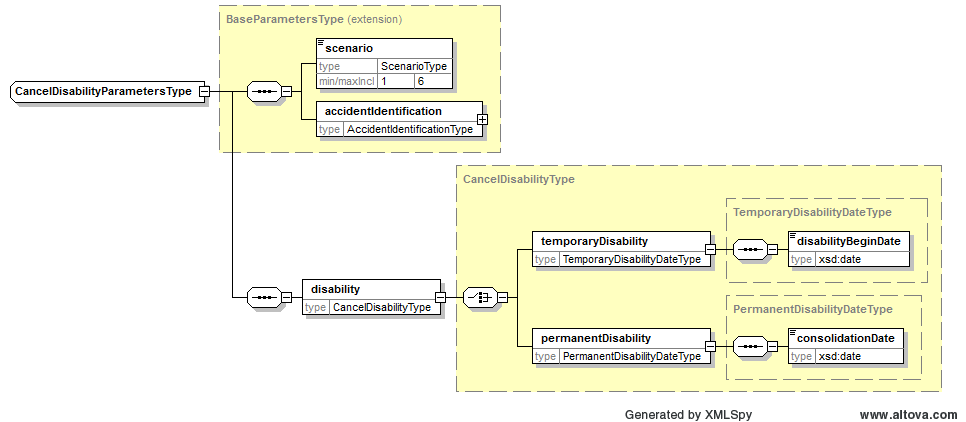 BaseParametersType (extension)
scenario
type ScenarioType
min/maxIncl 1 6
CancelDisabilityParametersType
accidentIdentification
type AccidentIdentificationType
CancelDisabilityType
TemporaryDisabilityDateType
temporaryDisability
type TemporaryDisabilityDateType
disabilityBeginDate
type xsd:date
disability
type CancelDisabilityType
PermanentDisabilityDateType
permanentDisability
type PermanentDisabilityDateType
consolidationDate
type xsd:date
Generated by XMLSpy www.altova.com